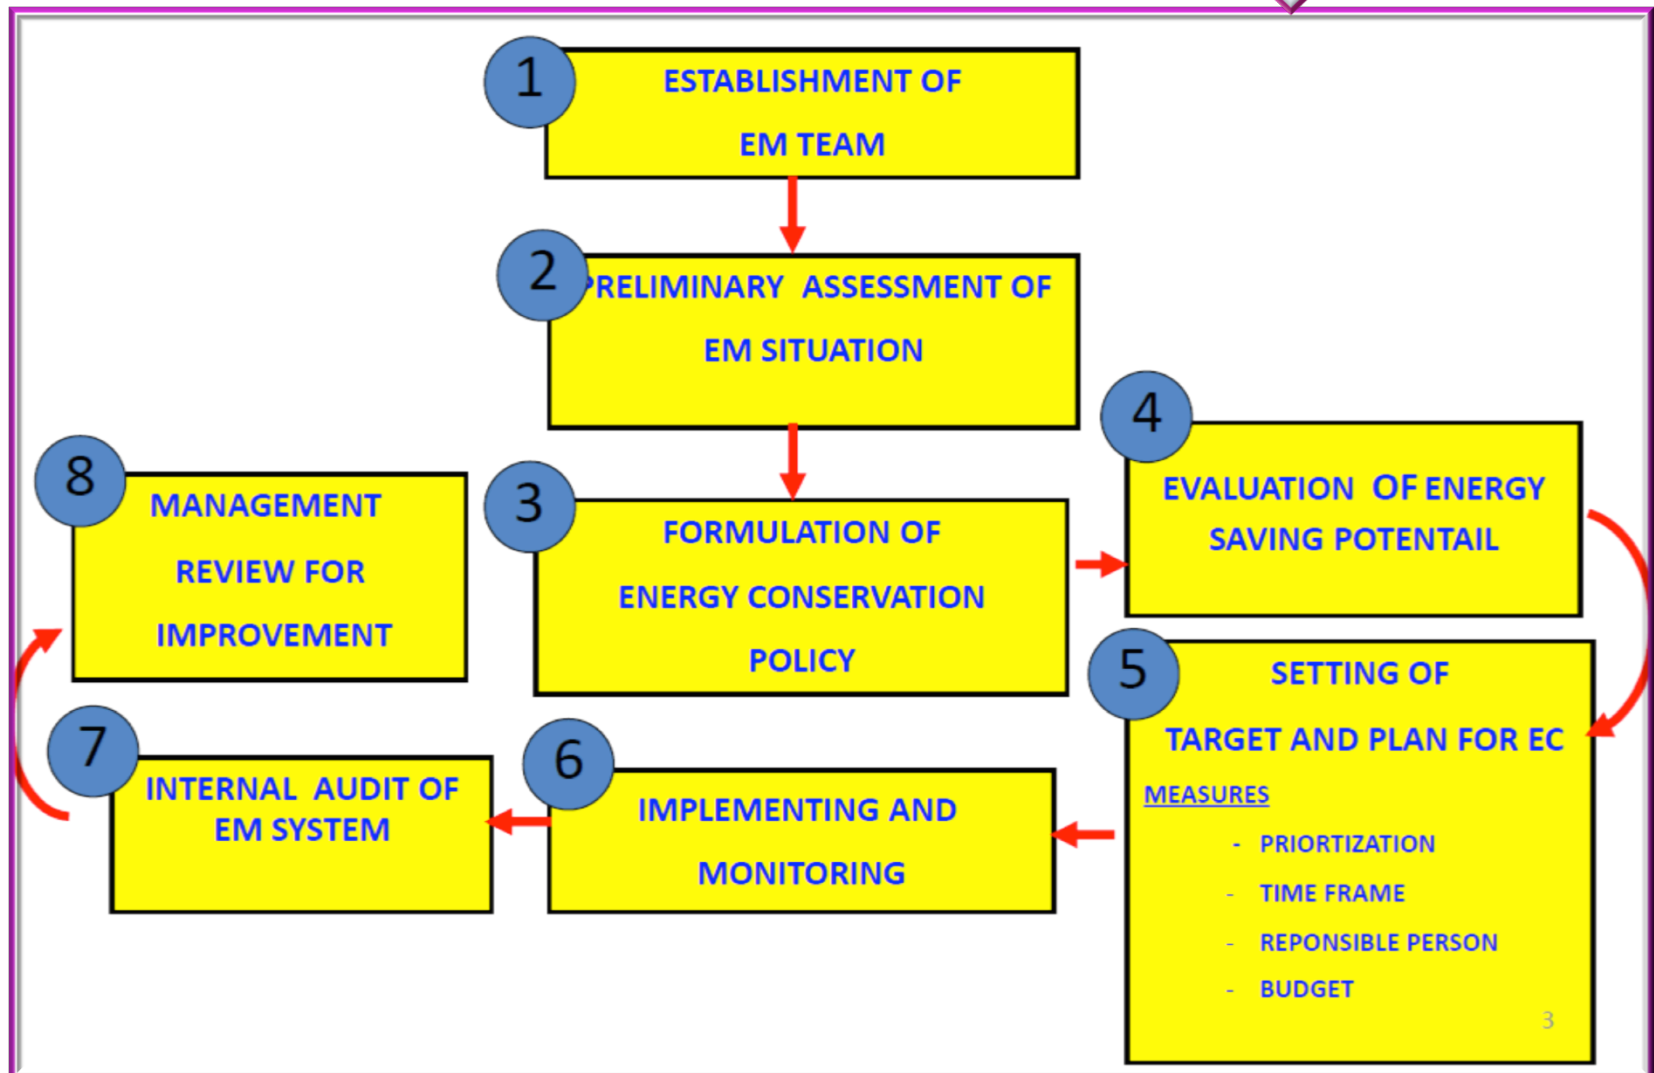 1
ESTABLISHMENT OF
EM TEAM
2
PRELIMINARY ASSESSMENT OF
EM SITUATION
3
FORMULATION OF
ENERGY CONSERVATION
POLICY
4
EVALUATION OF ENERGY
SAVING POTENTAIL
5
SETTING OF
TARGET AND PLAN FOR EC
MEASURES
- PRIORTIZATION
- TIME FRAME
- REPONSIBLE PERSON
- BUDGET
6
IMPLEMENTING AND
MONITORING
7
INTERNAL AUDIT OF
EM SYSTEM
8
MANAGEMENT
REVIEW FOR
IMPROVEMENT
3